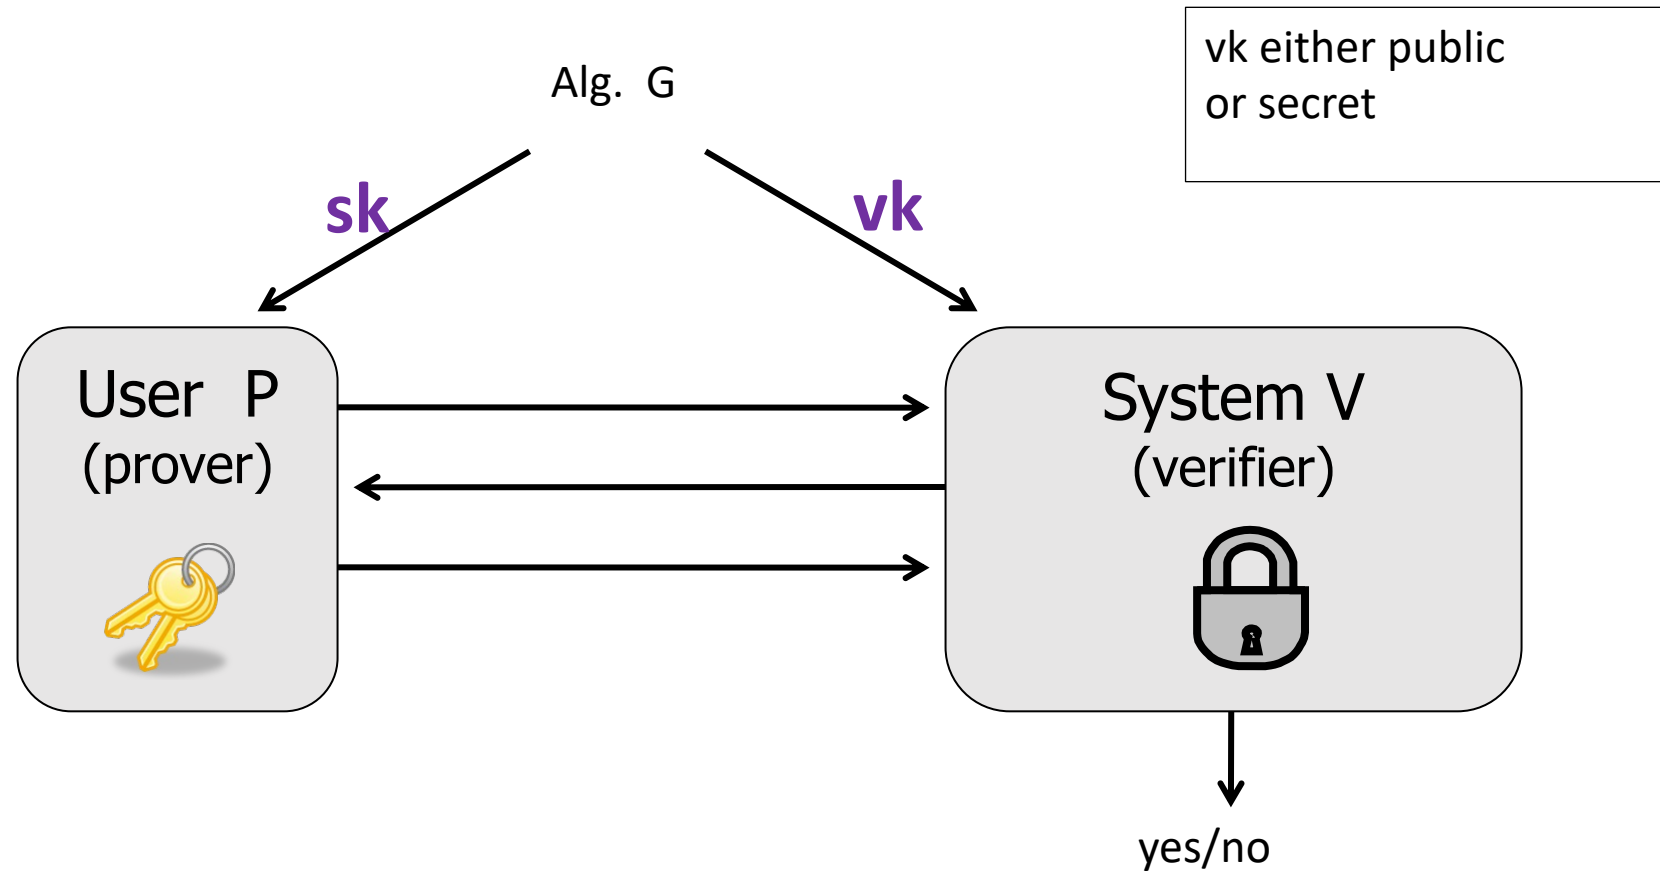 vk either public
or secret
Alg. G
sk
vk
User P
(prover)
System V
(verifier)
yes/no